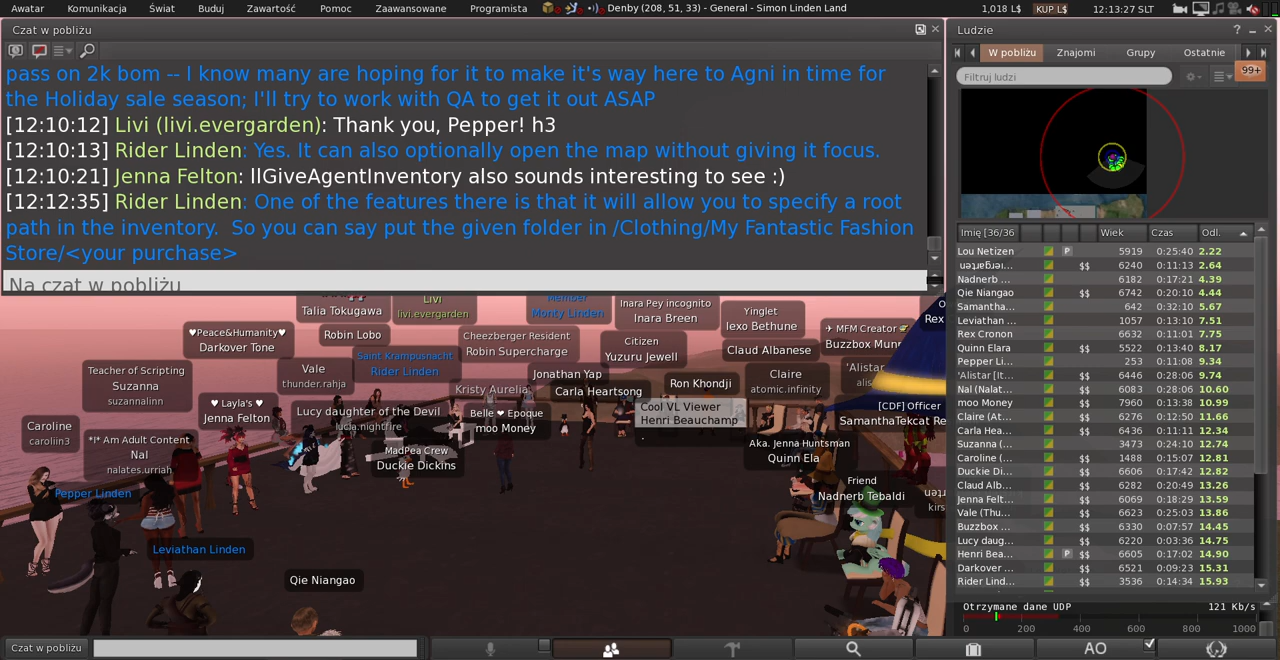 Awatar Komunikacja Świat Buduj Zawartość Pomoc Zaawansowane Programista Denby (208, 51, 33) - General - Simon Linden Land 1,018 L$ KUP L$ 12:13:27 SLT
Czat w pobliżu
pass on 2k bom -- I know many are hoping for it to make it's way here to Agni in time for
the Holiday sale season; I'll try to work with QA to get it out ASAP
[12:10:12] Livi (livi.evergarden): Thank you, Pepper! h3
[12:10:13] Rider Linden: Yes. It can also optionally open the map without giving it focus.
[12:10:21] Jenna Felton: llGiveAgentInventory also sounds interesting to see :)
[12:12:35] Rider Linden: One of the features there is that it will allow you to specify a root
path in the inventory.  So you can say put the given folder in /Clothing/My Fantastic Fashion
Store/<your purchase>
Na czat w pobliżu
Talia Tokugawa
Livi
livi.evergarden
Member
Monty Linden
Inara Pey incognito
Inara Breen
Yinglet
Iexo Bethune
Rex
♥Peace&Humanity♥
Darkover Tone
Robin Lobo
Cheezberger Resident
Robin Supercharge
Citizen
Yuzuru Jewell
Claud Albanese
✈ MFM Creator
Buzzbox Mun
Saint Krampusnacht
Rider Linden
Teacher of Scripting
Suzanna
suzannalinn
Vale
thunder.rahja
Kristy Aurelia
Jonathan Yap
Carla Heartsong
Ron Khondji
Claire
atomic.infinity
'Alistar
♥ Layla's ♥
Jenna Felton
Lucy daughter of the Devil
lucia.nightfire
Belle ❤ Epoque
moo Money
Cool VL Viewer
Henri Beauchamp
[CDF] Officer
SamanthaTekcat Re
Caroline
caroliin3
*I* Am Adult Content
Nal
nalates.urriah
MadPea Crew
Duckie Dickins
Aka. Jenna Huntsman
Quinn Ela
Friend
Nadnerb Tebaldi
kirs
Pepper Linden
Leviathan Linden
Qie Niangao
Czat w pobliżu
AO
Ludzie
W pobliżu Znajomi Grupy Ostatnie
Filtruj ludzi
99+
Imię [36/36 Wiek Czas Odl.
Lou Netizen P 5919 0:25:40 2.22
$$ 6240 0:11:13 2.64
Nadnerb ... 6182 0:17:21 4.39
Qie Niangao $$ 6742 0:20:10 4.44
Samantha... 642 0:32:10 5.67
Leviathan ... 1057 0:13:10 7.51
Rex Cronon 6632 0:11:01 7.75
Quinn Elara $$ 5522 0:13:40 8.17
Pepper Li... 253 0:11:08 9.34
'Alistar [It... $$ 6446 0:28:06 9.74
Nal (Nalat... $$ 6083 0:28:06 10.60
moo Money $$ 7960 0:13:38 10.99
Claire (At... $$ 6276 0:12:50 11.66
Carla Hea... $$ 6436 0:11:11 12.34
Suzanna (... 3473 0:24:10 12.74
Caroline (... $$ 1488 0:15:07 12.81
Duckie Di... $$ 6606 0:17:42 12.82
Claud Alb... $$ 6282 0:20:49 13.26
Jenna Felt... $$ 6069 0:18:29 13.59
Vale (Thu... $$ 6623 0:25:03 13.86
Buzzbox ... $$ 6330 0:07:57 14.45
Lucy daug... $$ 6220 0:03:36 14.75
Henri Bea... P $$ 6605 0:17:02 14.90
Darkover ... $$ 6521 0:09:23 15.31
Rider Lind... $$ 3536 0:14:34 15.93
Otrzymane dane UDP 121 Kb/s
0 200 400 600 800 1000